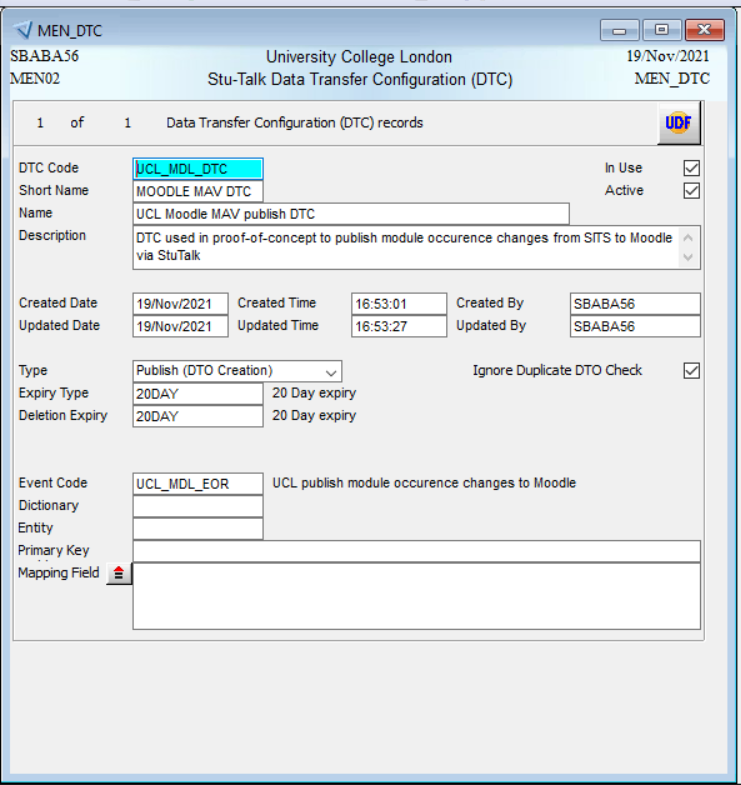 MEN_DTC
SBABA56 University College London 19/Nov/2021
MEN02 Stu-Talk Data Transfer Configuration (DTC) MEN_DTC
1 of 1 Data Transfer Configuration (DTC) records UDF
DTC Code UCL_MDL_DTC In Use
Short Name MOODLE MAV DTC Active
Name UCL Moodle MAV publish DTC
Description DTC used in proof-of-concept to publish module occurence changes from SITS to Moodle
via StuTalk
Created Date 19/Nov/2021 Created Time 16:53:01 Created By SBABA56
Updated Date 19/Nov/2021 Updated Time 16:53:27 Updated By SBABA56
Type Publish (DTO Creation) Ignore Duplicate DTO Check
Expiry Type 20DAY 20 Day expiry
Deletion Expiry 20DAY 20 Day expiry
Event Code UCL_MDL_EOR UCL publish module occurence changes to Moodle
Dictionary
Entity
Primary Key
Mapping Field